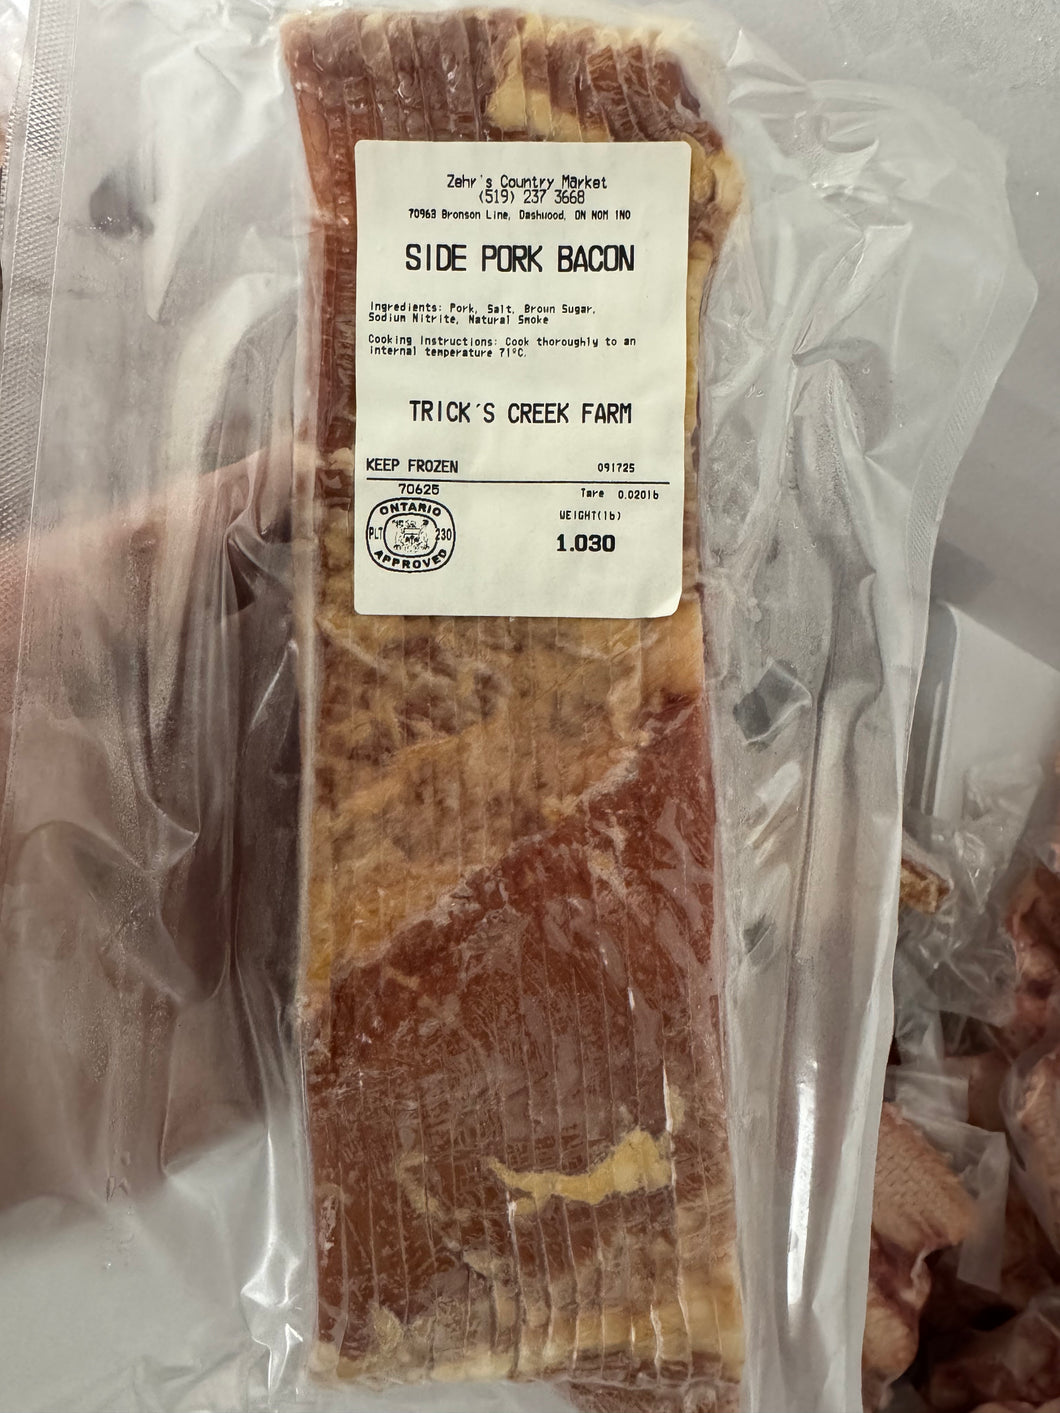 Zehr's Country Market
(519) 237 3668
70963 Bronson Line, Dashwood, ON N0M 1N0
SIDE PORK BACON
Ingredients: Pork, Salt, Brown Sugar,
Sodium Nitrite, Natural Smoke
Cooking Instructions: Cook thoroughly to an
internal temperature 71°C.
TRICK'S CREEK FARM
KEEP FROZEN 091725
70625 Tare 0.020lb
ONTARIO
PLT 230
APPROVED
WEIGHT(lb)
1.030